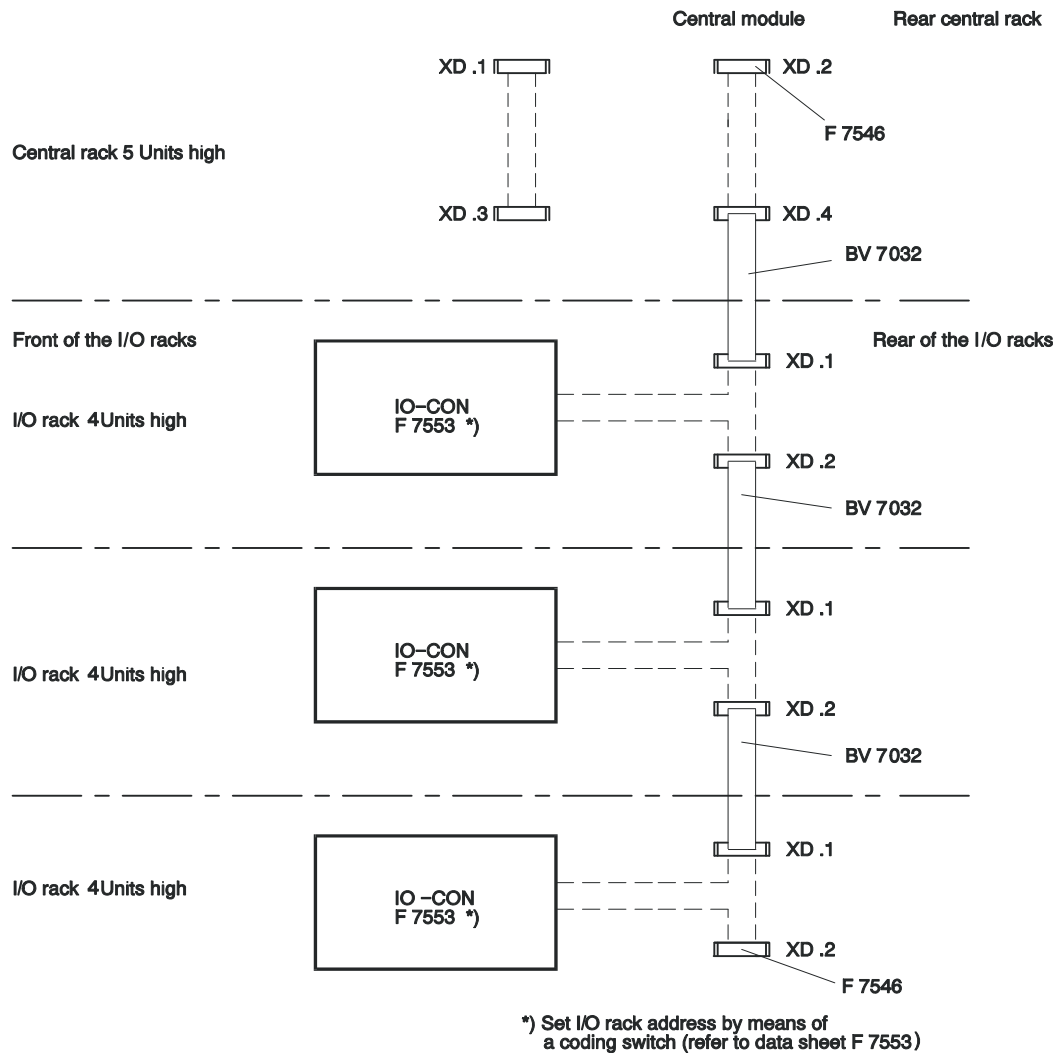 Central module
Rear central rack
XD .1
XD .2
F 7546
Central rack 5 Units high
XD .3
XD .4
BV 7032
Front of the I/O racks
Rear of the I/O racks
XD .1
IO-CON
F 7553 *)
I/O rack 4Units high
XD .2
BV 7032
XD .1
IO-CON
F 7553 *)
I/O rack 4Units high
XD .2
BV 7032
XD .1
I/O rack 4Units high
IO -CON
F 7553 *)
XD .2
F 7546
*) Set I/O rack address by means of
a coding switch (refer to data sheet F 7553)